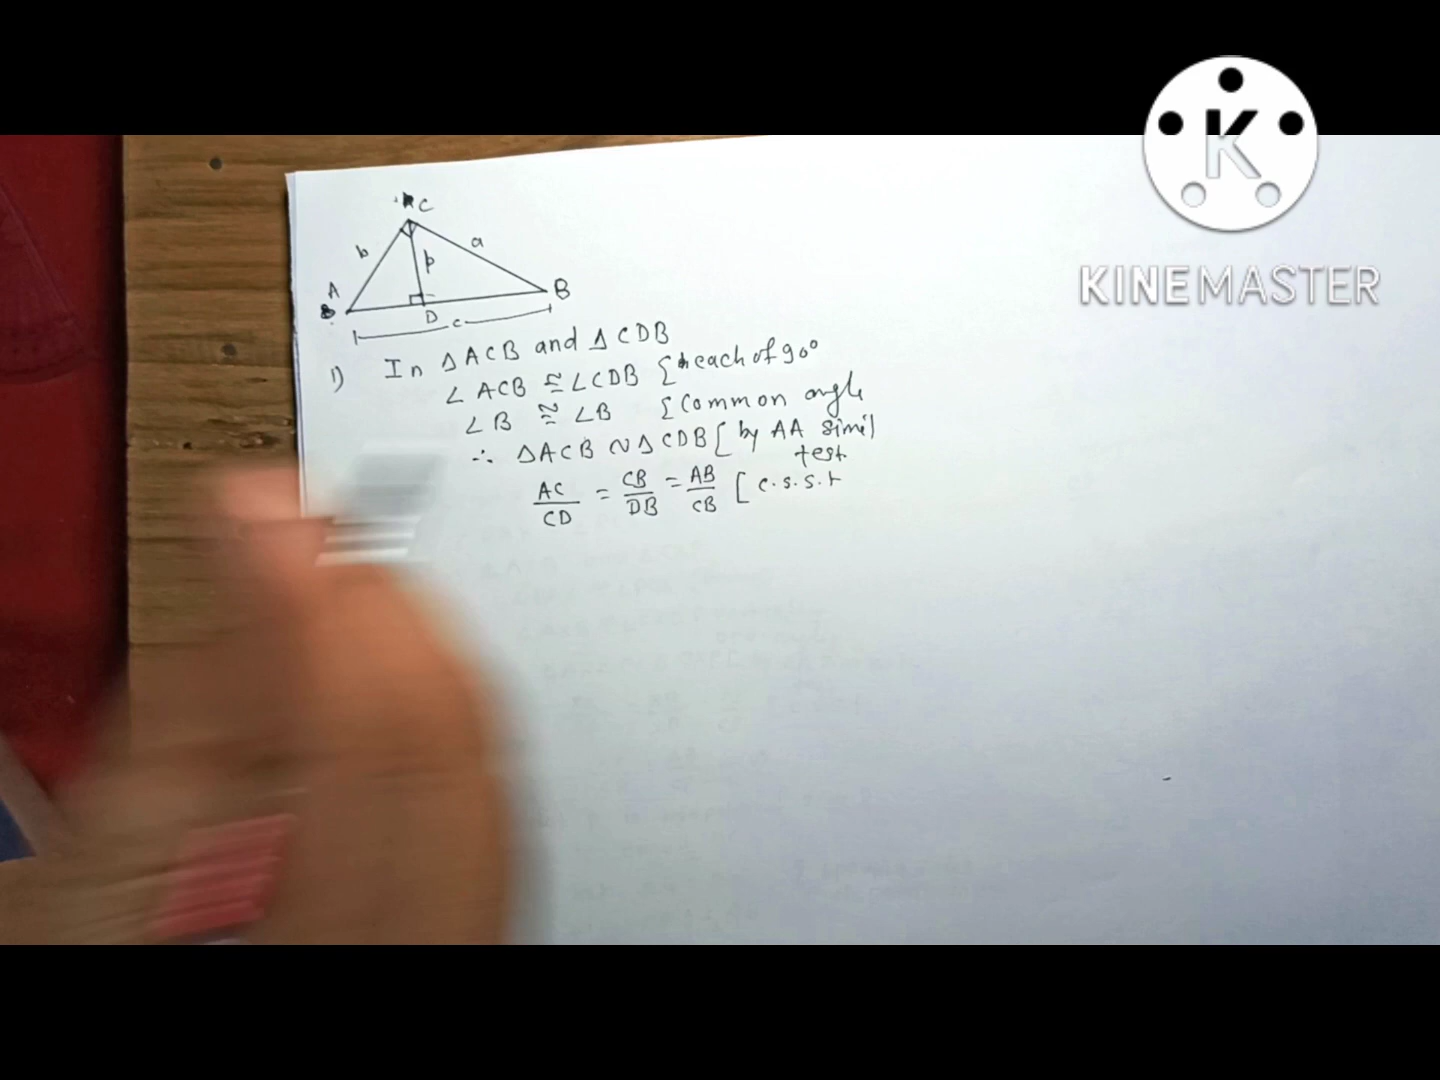 C
b
a
p
A
B
D
c
1) In △ACB and △CDB
∠ACB ≅ ∠CDB [each of 90°
∠B ≅ ∠B [common angle
∴ △ACB ~ △CDB [by AA simil
test
AC/CD = CB/DB = AB/CB [c.s.s.t
K
KINEMASTER